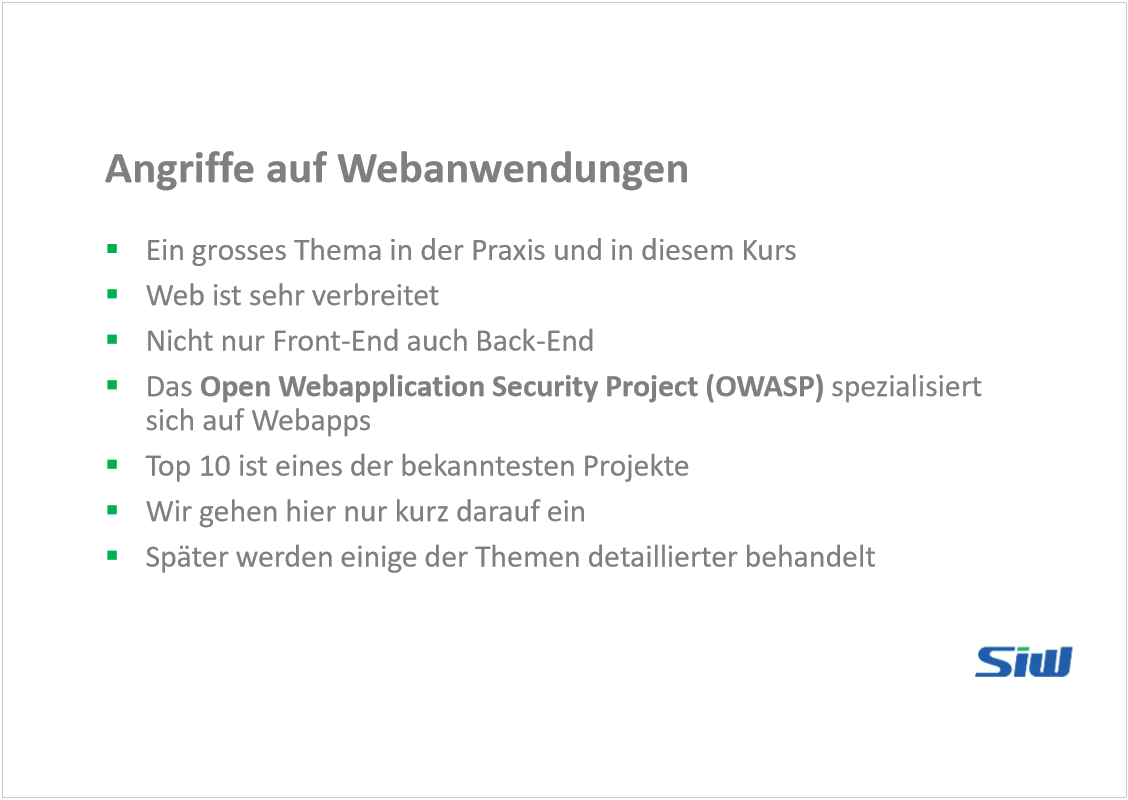 Angriffe auf Webanwendungen
Ein grosses Thema in der Praxis und in diesem Kurs
Web ist sehr verbreitet
Nicht nur Front-End auch Back-End
Das Open Webapplication Security Project (OWASP) spezialisiert
sich auf Webapps
Top 10 ist eines der bekanntesten Projekte
Wir gehen hier nur kurz darauf ein
Später werden einige der Themen detaillierter behandelt
SiW